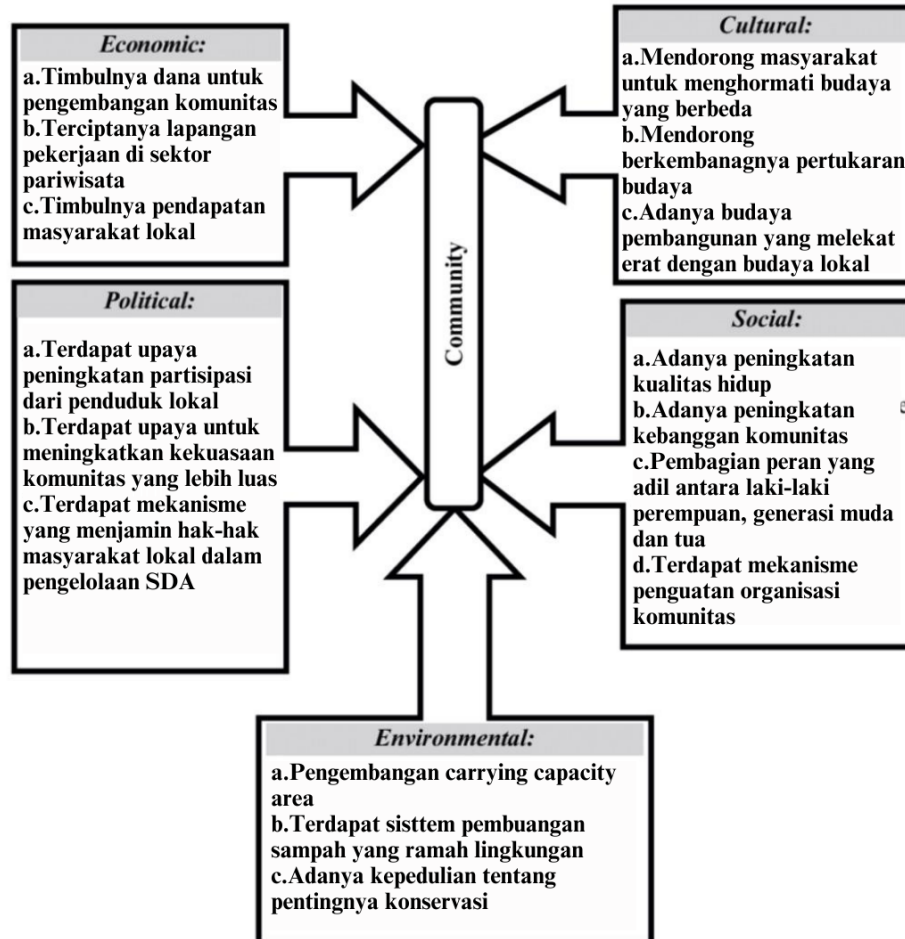 Economic:
a.Timbulnya dana untuk
pengembangan komunitas
b.Terciptanya lapangan
pekerjaan di sektor
pariwisata
c.Timbulnya pendapatan
masyarakat lokal
Political:
a.Terdapat upaya
peningkatan partisipasi
dari penduduk lokal
b.Terdapat upaya untuk
meningkatkan kekuasaan
komunitas yang lebih luas
c.Terdapat mekanisme
yang menjamin hak-hak
masyarakat lokal dalam
pengelolaan SDA
Community
Cultural:
a.Mendorong masyarakat
untuk menghormati budaya
yang berbeda
b.Mendorong
berkembanagnya pertukaran
budaya
c.Adanya budaya
pembangunan yang melekat
erat dengan budaya lokal
Social:
a.Adanya peningkatan
kualitas hidup
b.Adanya peningkatan
kebanggan komunitas
c.Pembagian peran yang
adil antara laki-laki
perempuan, generasi muda
dan tua
d.Terdapat mekanisme
penguatan organisasi
komunitas
Environmental:
a.Pengembangan carrying capacity
area
b.Terdapat sisttem pembuangan
sampah yang ramah lingkungan
c.Adanya kepedulian tentang
pentingnya konservasi